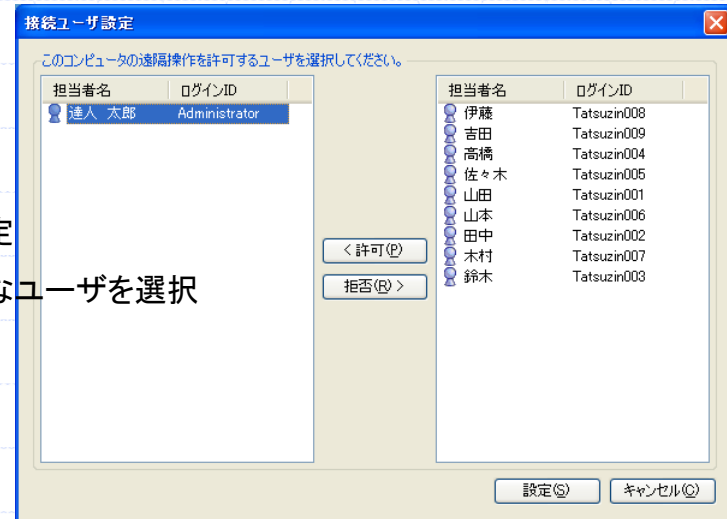 接続ユーザ設定
このコンピュータの遠隔操作を許可するユーザを選択してください。
担当者名 ログインID
達人 太郎 Administrator
担当者名 ログインID
伊藤 Tatsuzin008
吉田 Tatsuzin009
高橋 Tatsuzin004
佐々木 Tatsuzin005
山田 Tatsuzin001
山本 Tatsuzin006
田中 Tatsuzin002
木村 Tatsuzin007
鈴木 Tatsuzin003
定
なユーザを選択
<許可(P)
拒否(R)>
設定(S) キャンセル(C)